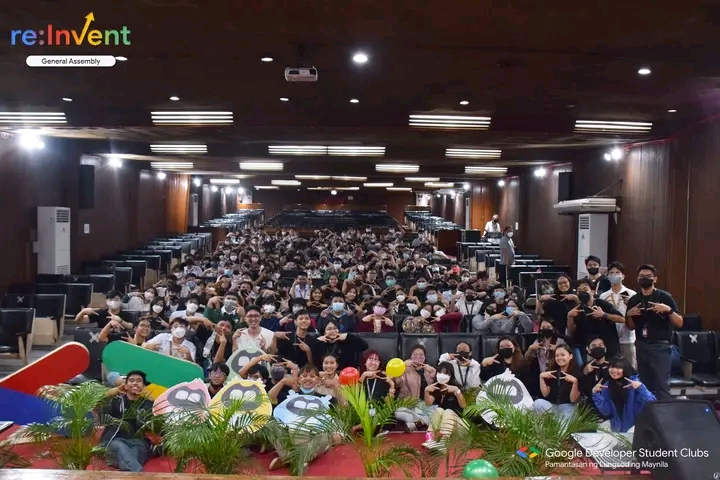 re:Invent
General Assembly
Google Developer Student Clubs
Pamantasan ng Lungsod ng Maynila